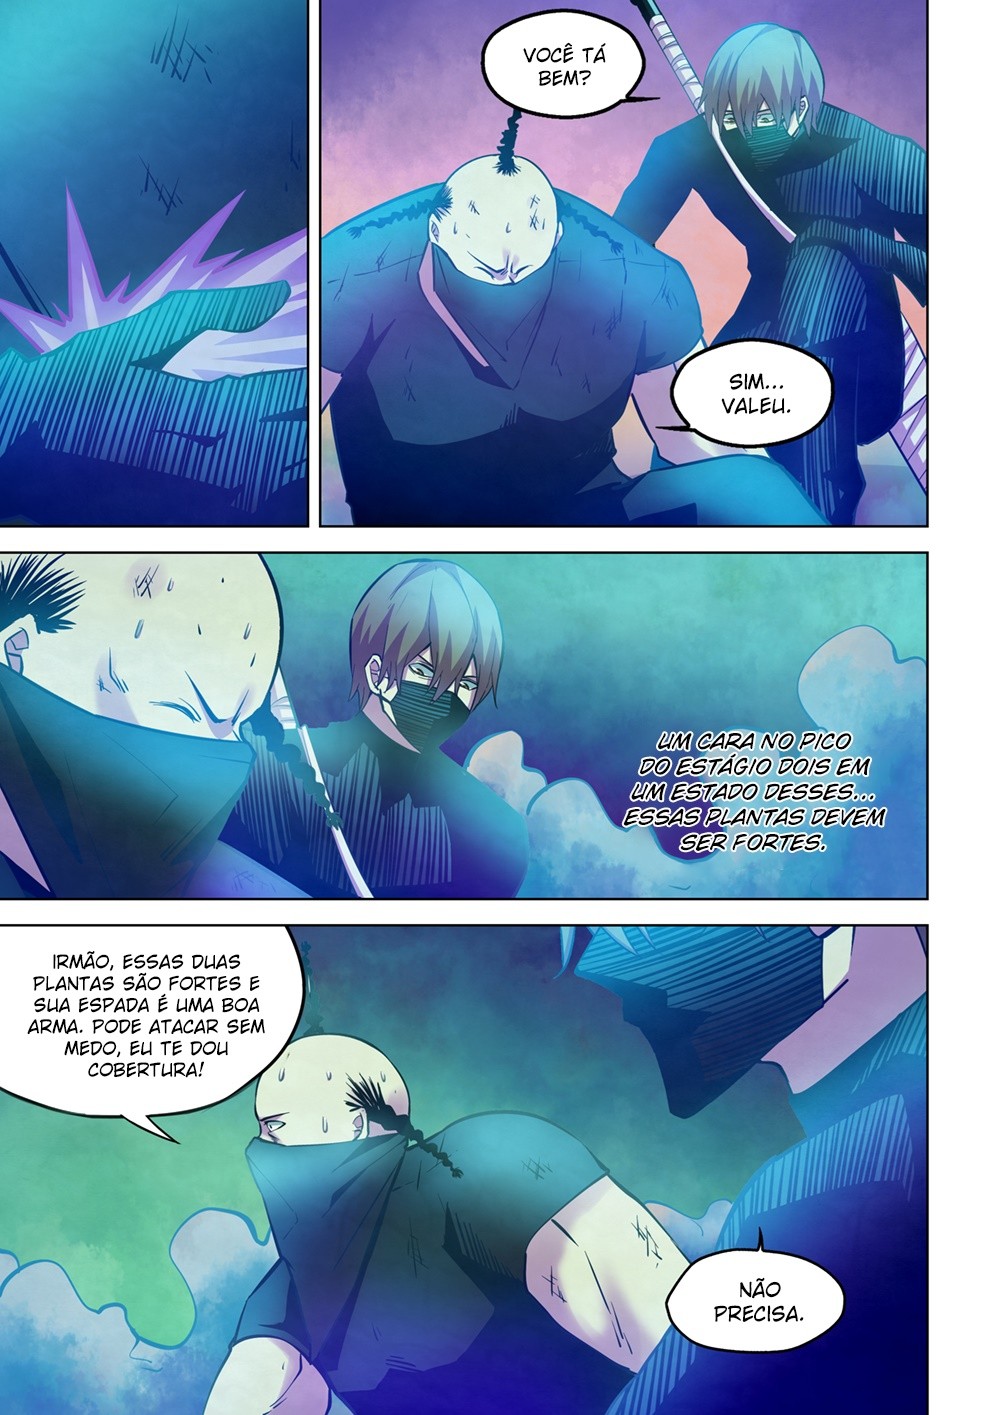 VOCÊ TÁ
BEM?
SIM...
VALEU.
UM CARA NO PICO
DO ESTÁGIO DOIS EM
UM ESTADO DESSES...
ESSAS PLANTAS DEVEM
SER FORTES.
IRMÃO, ESSAS DUAS
PLANTAS SÃO FORTES E
SUA ESPADA É UMA BOA
ARMA. PODE ATACAR SEM
MEDO, EU TE DOU
COBERTURA!
NÃO
PRECISA.